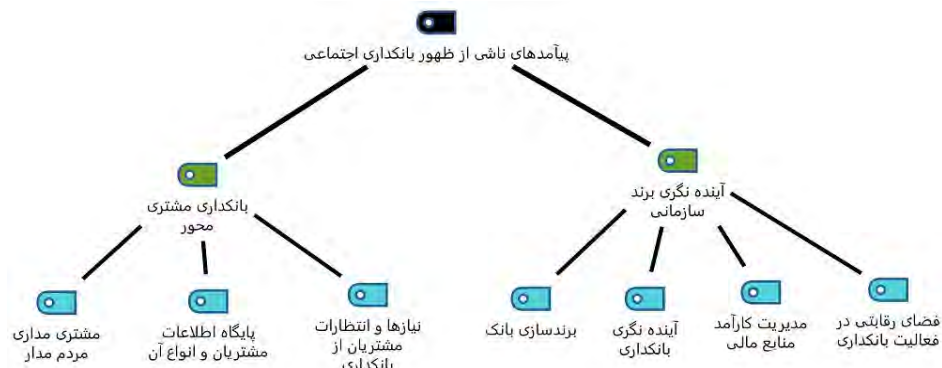 پیآمدهای ناشی از ظهور بانکداری اجتماعی
آینده نگری برند
سازمانی
بانکداری مشتری
محور
فضای رقابتی در
فعالیت بانکداری
مدیریت کارآمد
منابع مالی
آینده نگری
بانکداری
برندسازی بانک
نیازها و انتظارات
مشتریان از
بانکداری
پایگاه اطلاعات
مشتریان و انواع آن
مشتری مداری
مردم مدار